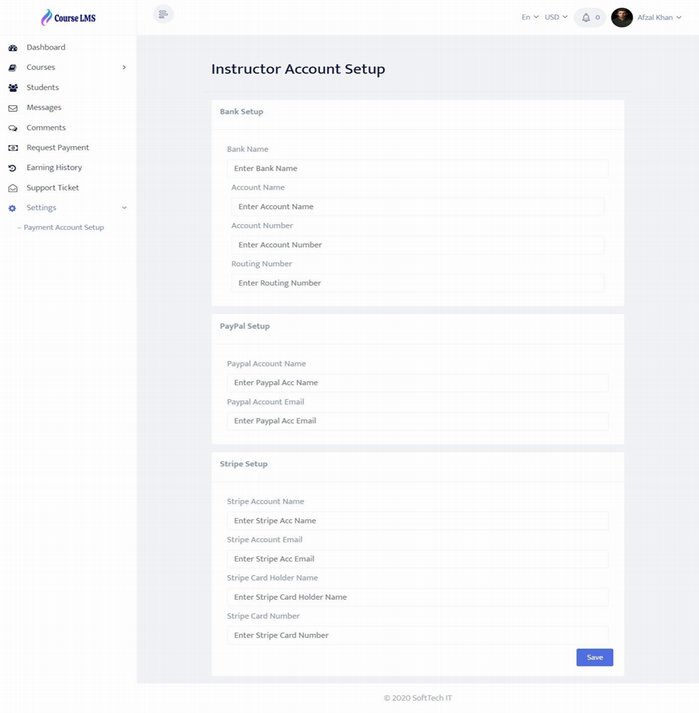 Course LMS
En USD 0 Afzal Khan
Dashboard
Courses
Students
Messages
Comments
Request Payment
Earning History
Support Ticket
Settings
– Payment Account Setup
Instructor Account Setup
Bank Setup
Bank Name
Enter Bank Name
Account Name
Enter Account Name
Account Number
Enter Account Number
Routing Number
Enter Routing Number
PayPal Setup
Paypal Account Name
Enter Paypal Acc Name
Paypal Account Email
Enter Paypal Acc Email
Stripe Setup
Stripe Account Name
Enter Stripe Acc Name
Stripe Account Email
Enter Stripe Acc Email
Stripe Card Holder Name
Enter Stripe Card Holder Name
Stripe Card Number
Enter Stripe Card Number
Save
© 2020 SoftTech IT